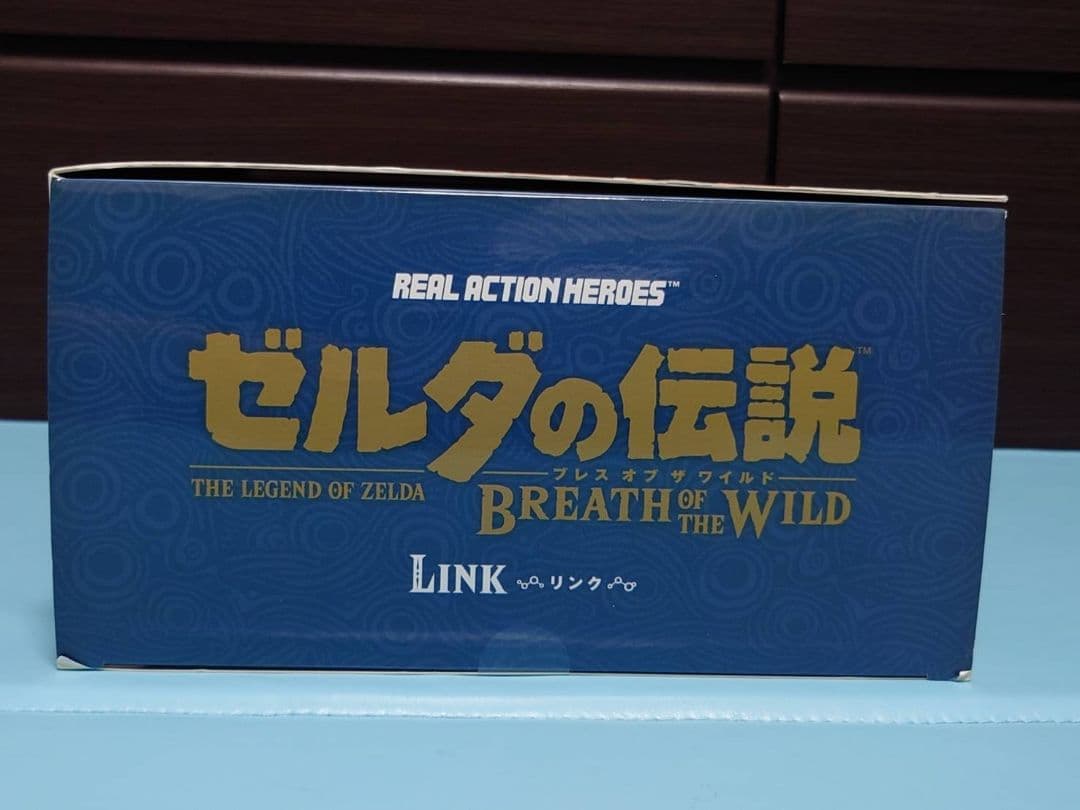 REAL ACTION HEROES™
ゼルダの伝説™
ブレス オブ ザ ワイルド
THE LEGEND OF ZELDA
BREATH OF THE WILD
LINK リンク